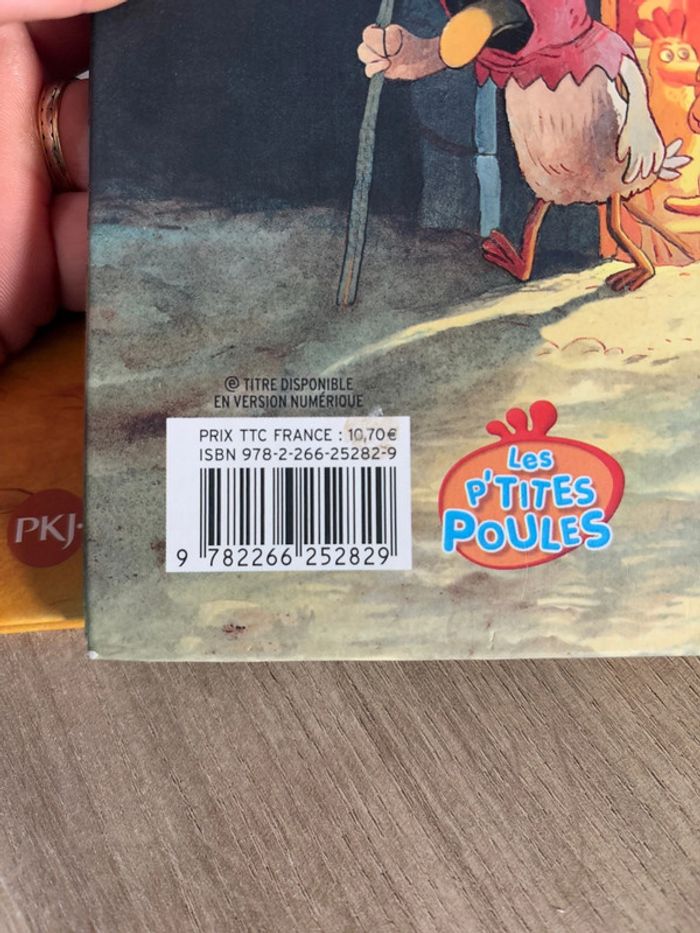 @ TITRE DISPONIBLE
EN VERSION NUMÉRIQUE
PRIX TTC FRANCE : 10,70 €
ISBN 978-2-266-25282-9
9 782266 252829
Les
P'TITES
POULES
PKJ.